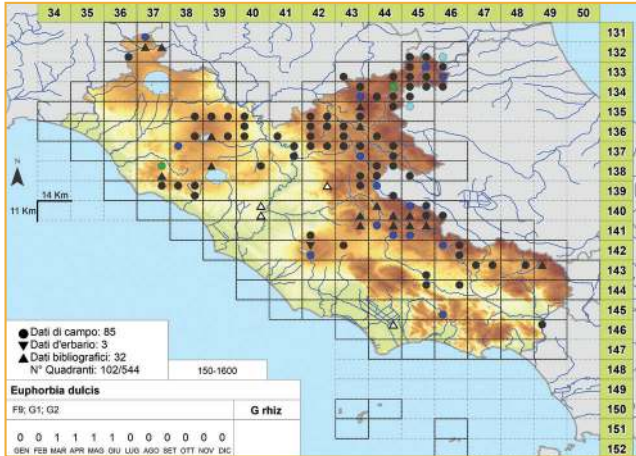 34 35 36 37 38 39 40 41 42 43 44 45 46 47 48 49 50
131
132
133
134
135
136
137
138
139
140
141
142
143
144
145
146
147
148
149
150
151
152
N
14 Km
11 Km
Dati di campo: 85
Dati d'erbario: 3
Dati bibliografici: 32
N° Quadranti: 102/544
150-1600
Euphorbia dulcis
F9; G1; G2
G rhiz
0 0 1 1 1 1 0 0 0 0 0 0
GEN FEB MAR APR MAG GIU LUG AGO SET OTT NOV DIC